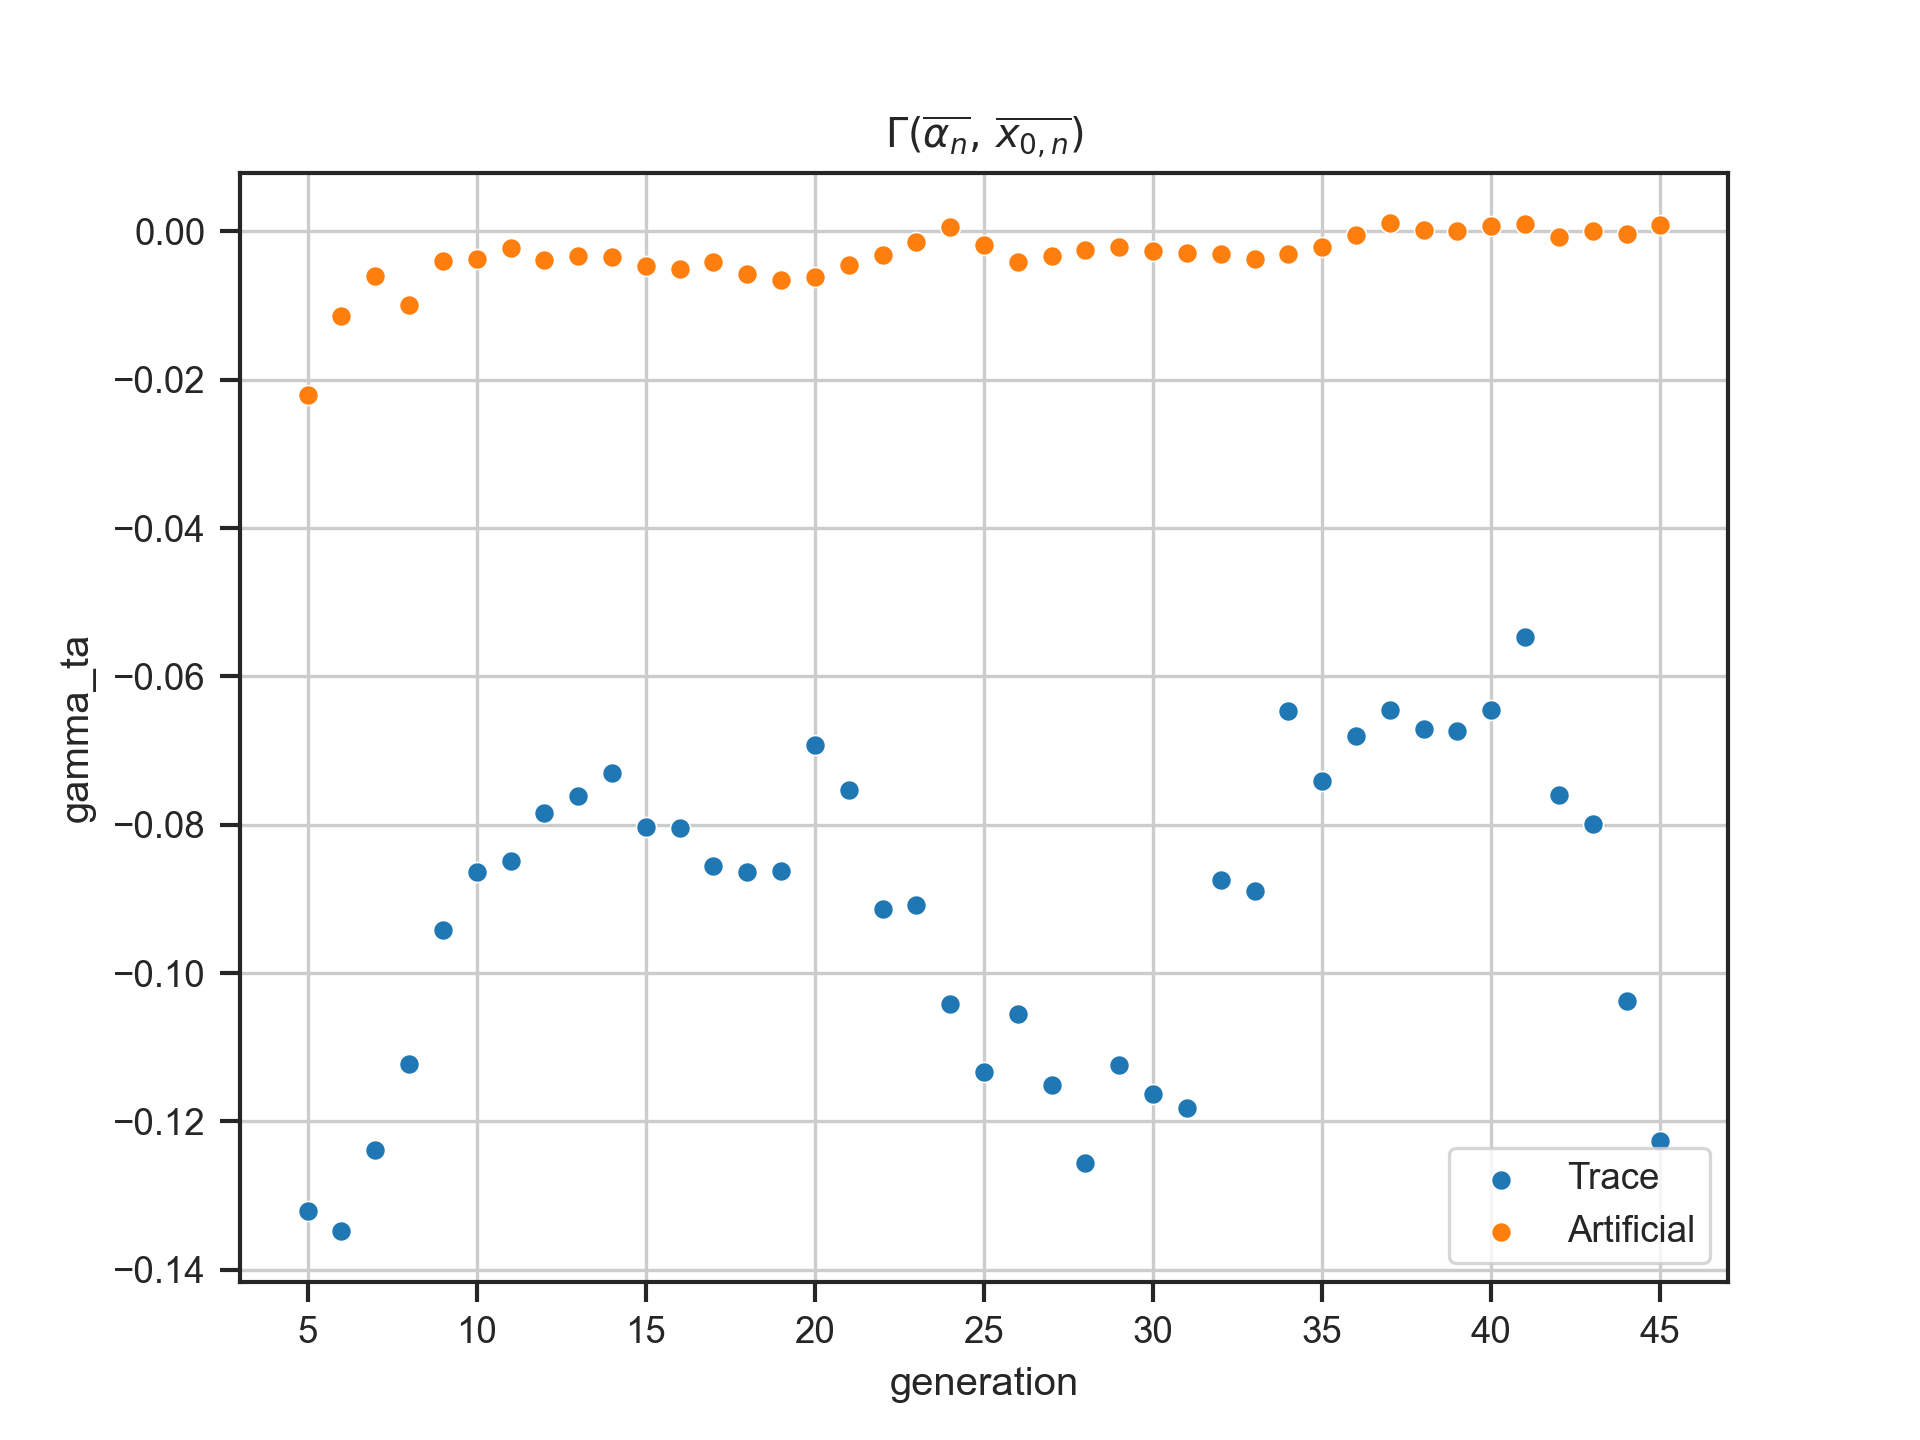 Γ(α̅ₙ̅, x̅₀̅,̅ₙ̅)
0.00
−0.02
−0.04
−0.06
−0.08
−0.10
−0.12
−0.14
gamma_ta
Trace
Artificial
5 10 15 20 25 30 35 40 45
generation